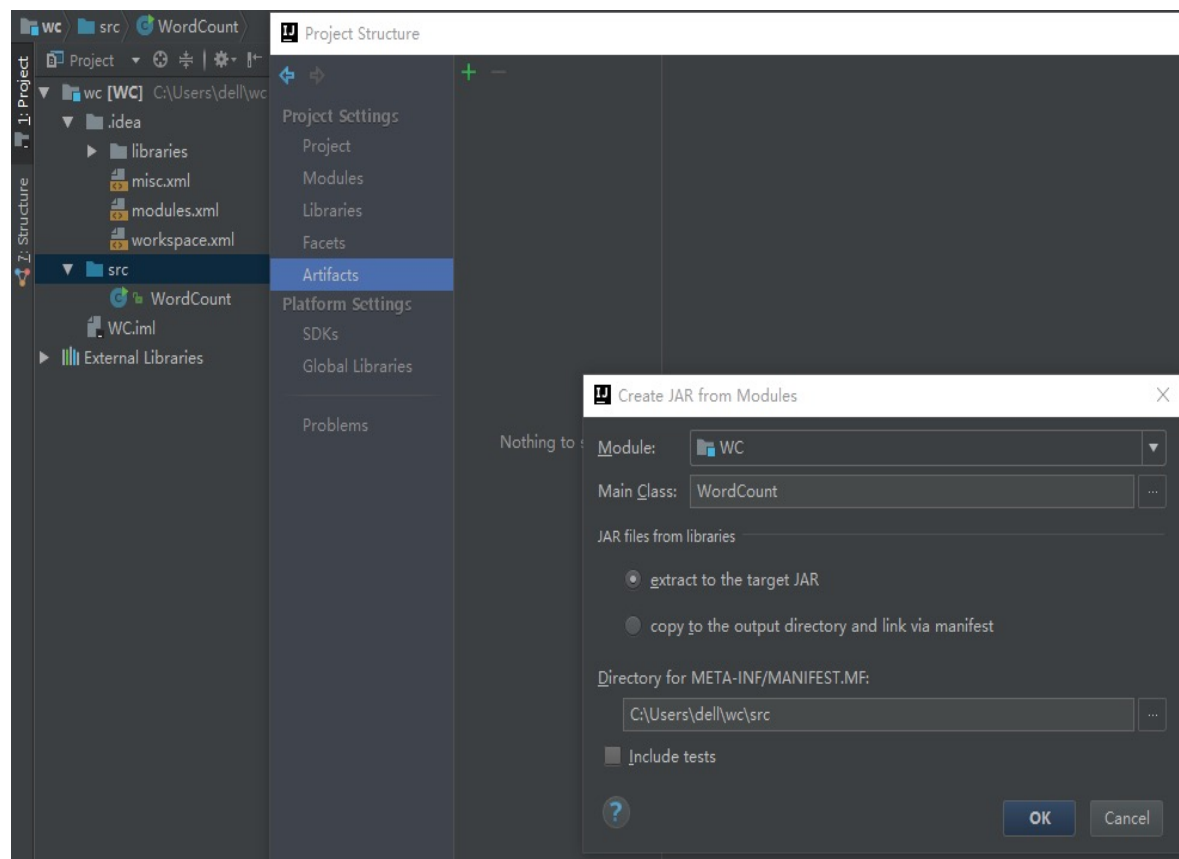 wc src WordCount
Project
1: Project
7: Structure
wc [WC] C:\Users\dell\wc
.idea
libraries
misc.xml
modules.xml
workspace.xml
src
WordCount
WC.iml
External Libraries
Project Structure
Project Settings
Project
Modules
Libraries
Facets
Artifacts
Platform Settings
SDKs
Global Libraries
Problems
Nothing to
Create JAR from Modules
Module: WC
Main Class: WordCount
...
JAR files from libraries
extract to the target JAR
copy to the output directory and link via manifest
Directory for META-INF/MANIFEST.MF:
C:\Users\dell\wc\src
...
Include tests
?
OK Cancel